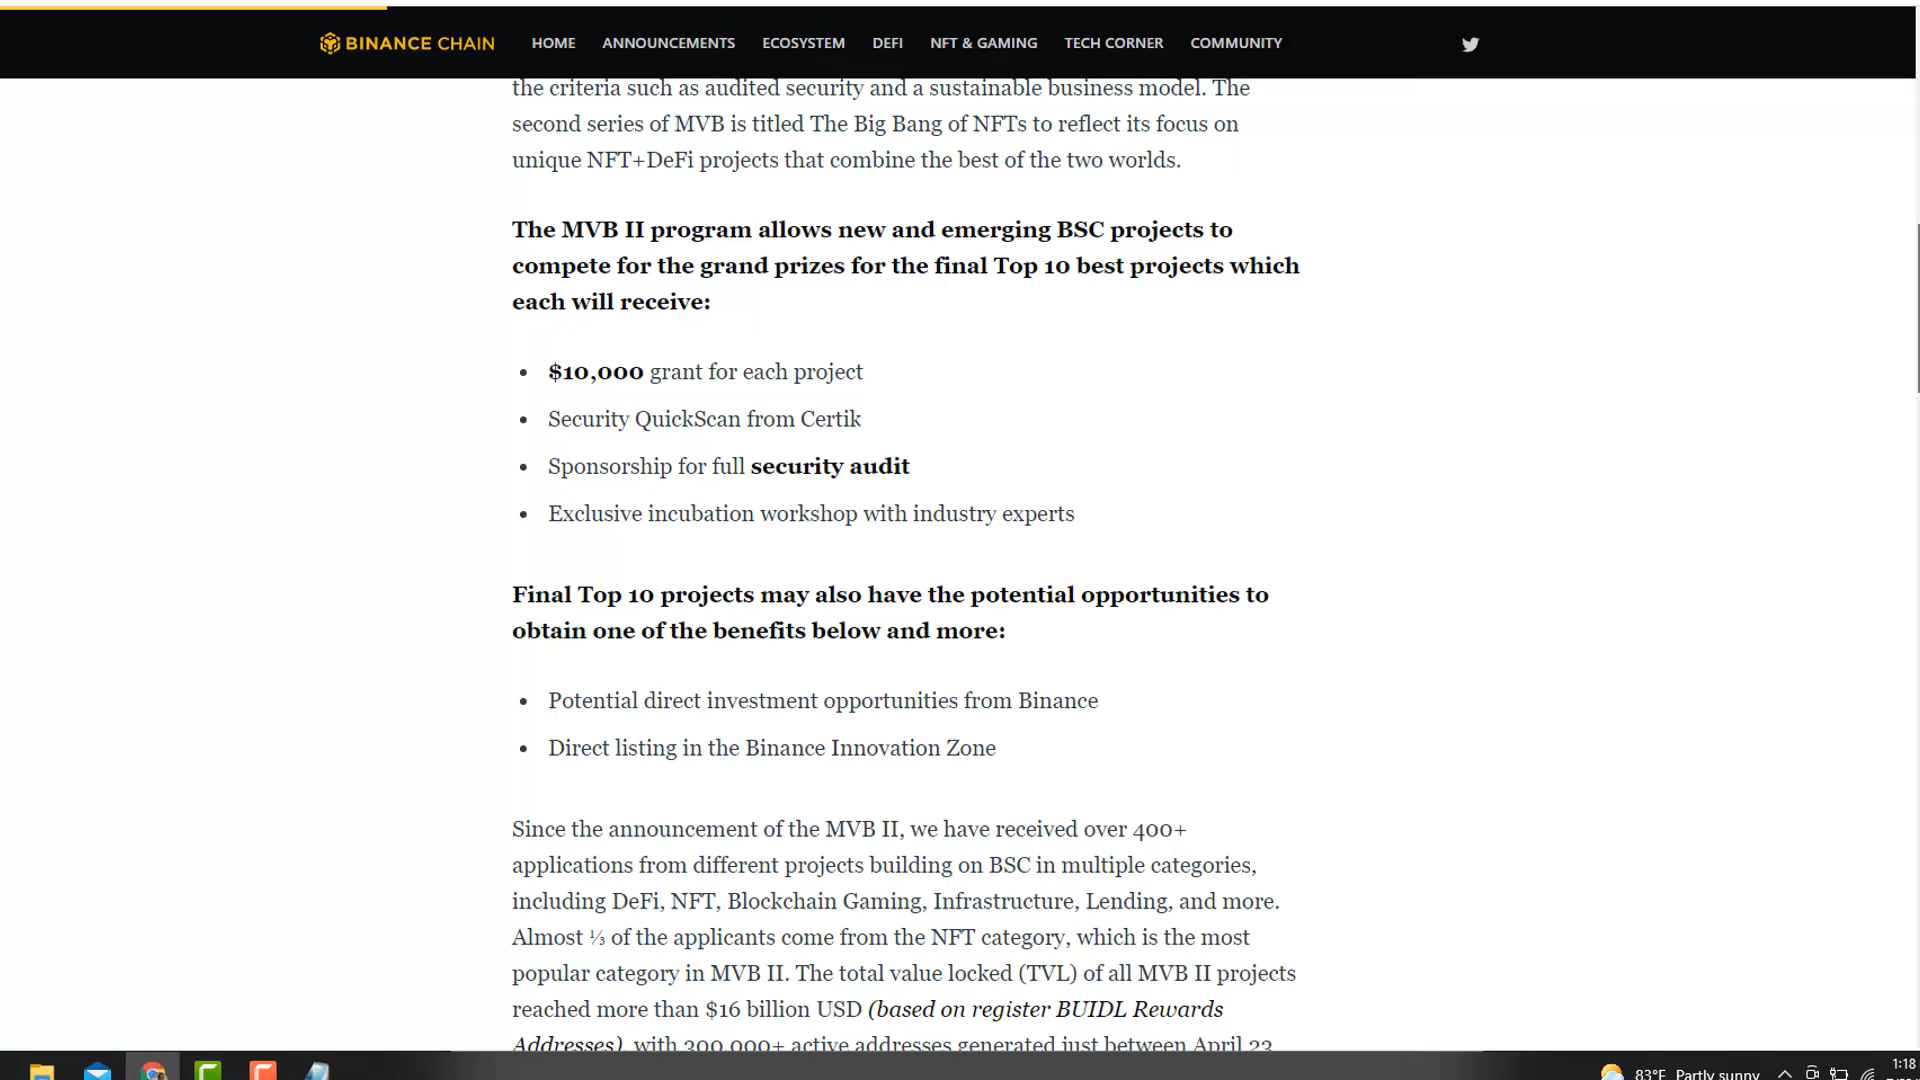 BINANCE CHAIN HOME ANNOUNCEMENTS ECOSYSTEM DEFI NFT & GAMING TECH CORNER COMMUNITY
the criteria such as audited security and a sustainable business model. The
second series of MVB is titled The Big Bang of NFTs to reflect its focus on
unique NFT+DeFi projects that combine the best of the two worlds.
The MVB II program allows new and emerging BSC projects to
compete for the grand prizes for the final Top 10 best projects which
each will receive:
• $10,000 grant for each project
• Security QuickScan from Certik
• Sponsorship for full security audit
• Exclusive incubation workshop with industry experts
Final Top 10 projects may also have the potential opportunities to
obtain one of the benefits below and more:
• Potential direct investment opportunities from Binance
• Direct listing in the Binance Innovation Zone
Since the announcement of the MVB II, we have received over 400+
applications from different projects building on BSC in multiple categories,
including DeFi, NFT, Blockchain Gaming, Infrastructure, Lending, and more.
Almost ⅓ of the applicants come from the NFT category, which is the most
popular category in MVB II. The total value locked (TVL) of all MVB II projects
reached more than $16 billion USD (based on register BUIDL Rewards
Addresses), with 300,000+ active addresses generated just between April 23
83°F Partly sunny
1:18